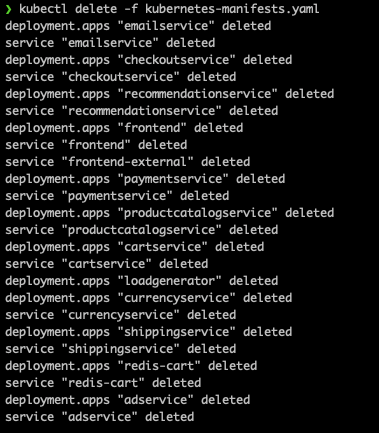 ❯ kubectl delete -f kubernetes-manifests.yaml
deployment.apps "emailservice" deleted
service "emailservice" deleted
deployment.apps "checkoutservice" deleted
service "checkoutservice" deleted
deployment.apps "recommendationservice" deleted
service "recommendationservice" deleted
deployment.apps "frontend" deleted
service "frontend" deleted
service "frontend-external" deleted
deployment.apps "paymentservice" deleted
service "paymentservice" deleted
deployment.apps "productcatalogservice" deleted
service "productcatalogservice" deleted
deployment.apps "cartservice" deleted
service "cartservice" deleted
deployment.apps "loadgenerator" deleted
deployment.apps "currencyservice" deleted
service "currencyservice" deleted
deployment.apps "shippingservice" deleted
service "shippingservice" deleted
deployment.apps "redis-cart" deleted
service "redis-cart" deleted
deployment.apps "adservice" deleted
service "adservice" deleted